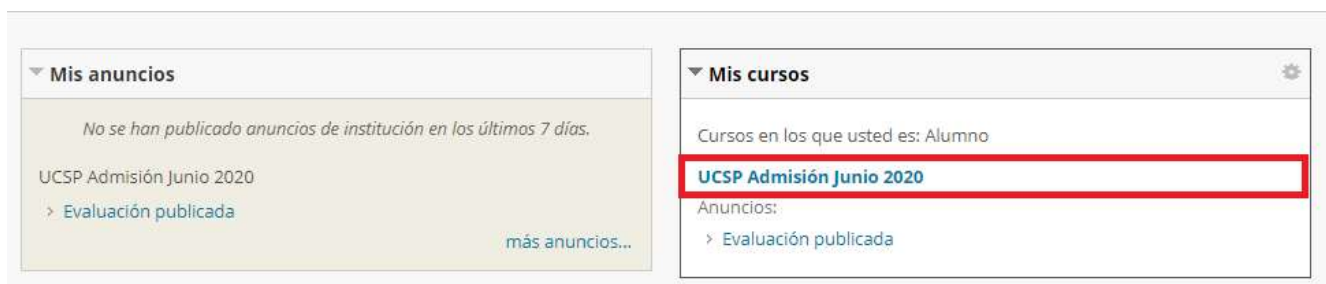 Mis anuncios
No se han publicado anuncios de institución en los últimos 7 días.
UCSP Admisión Junio 2020
> Evaluación publicada
más anuncios...
Mis cursos
Cursos en los que usted es: Alumno
UCSP Admisión Junio 2020
Anuncios:
> Evaluación publicada